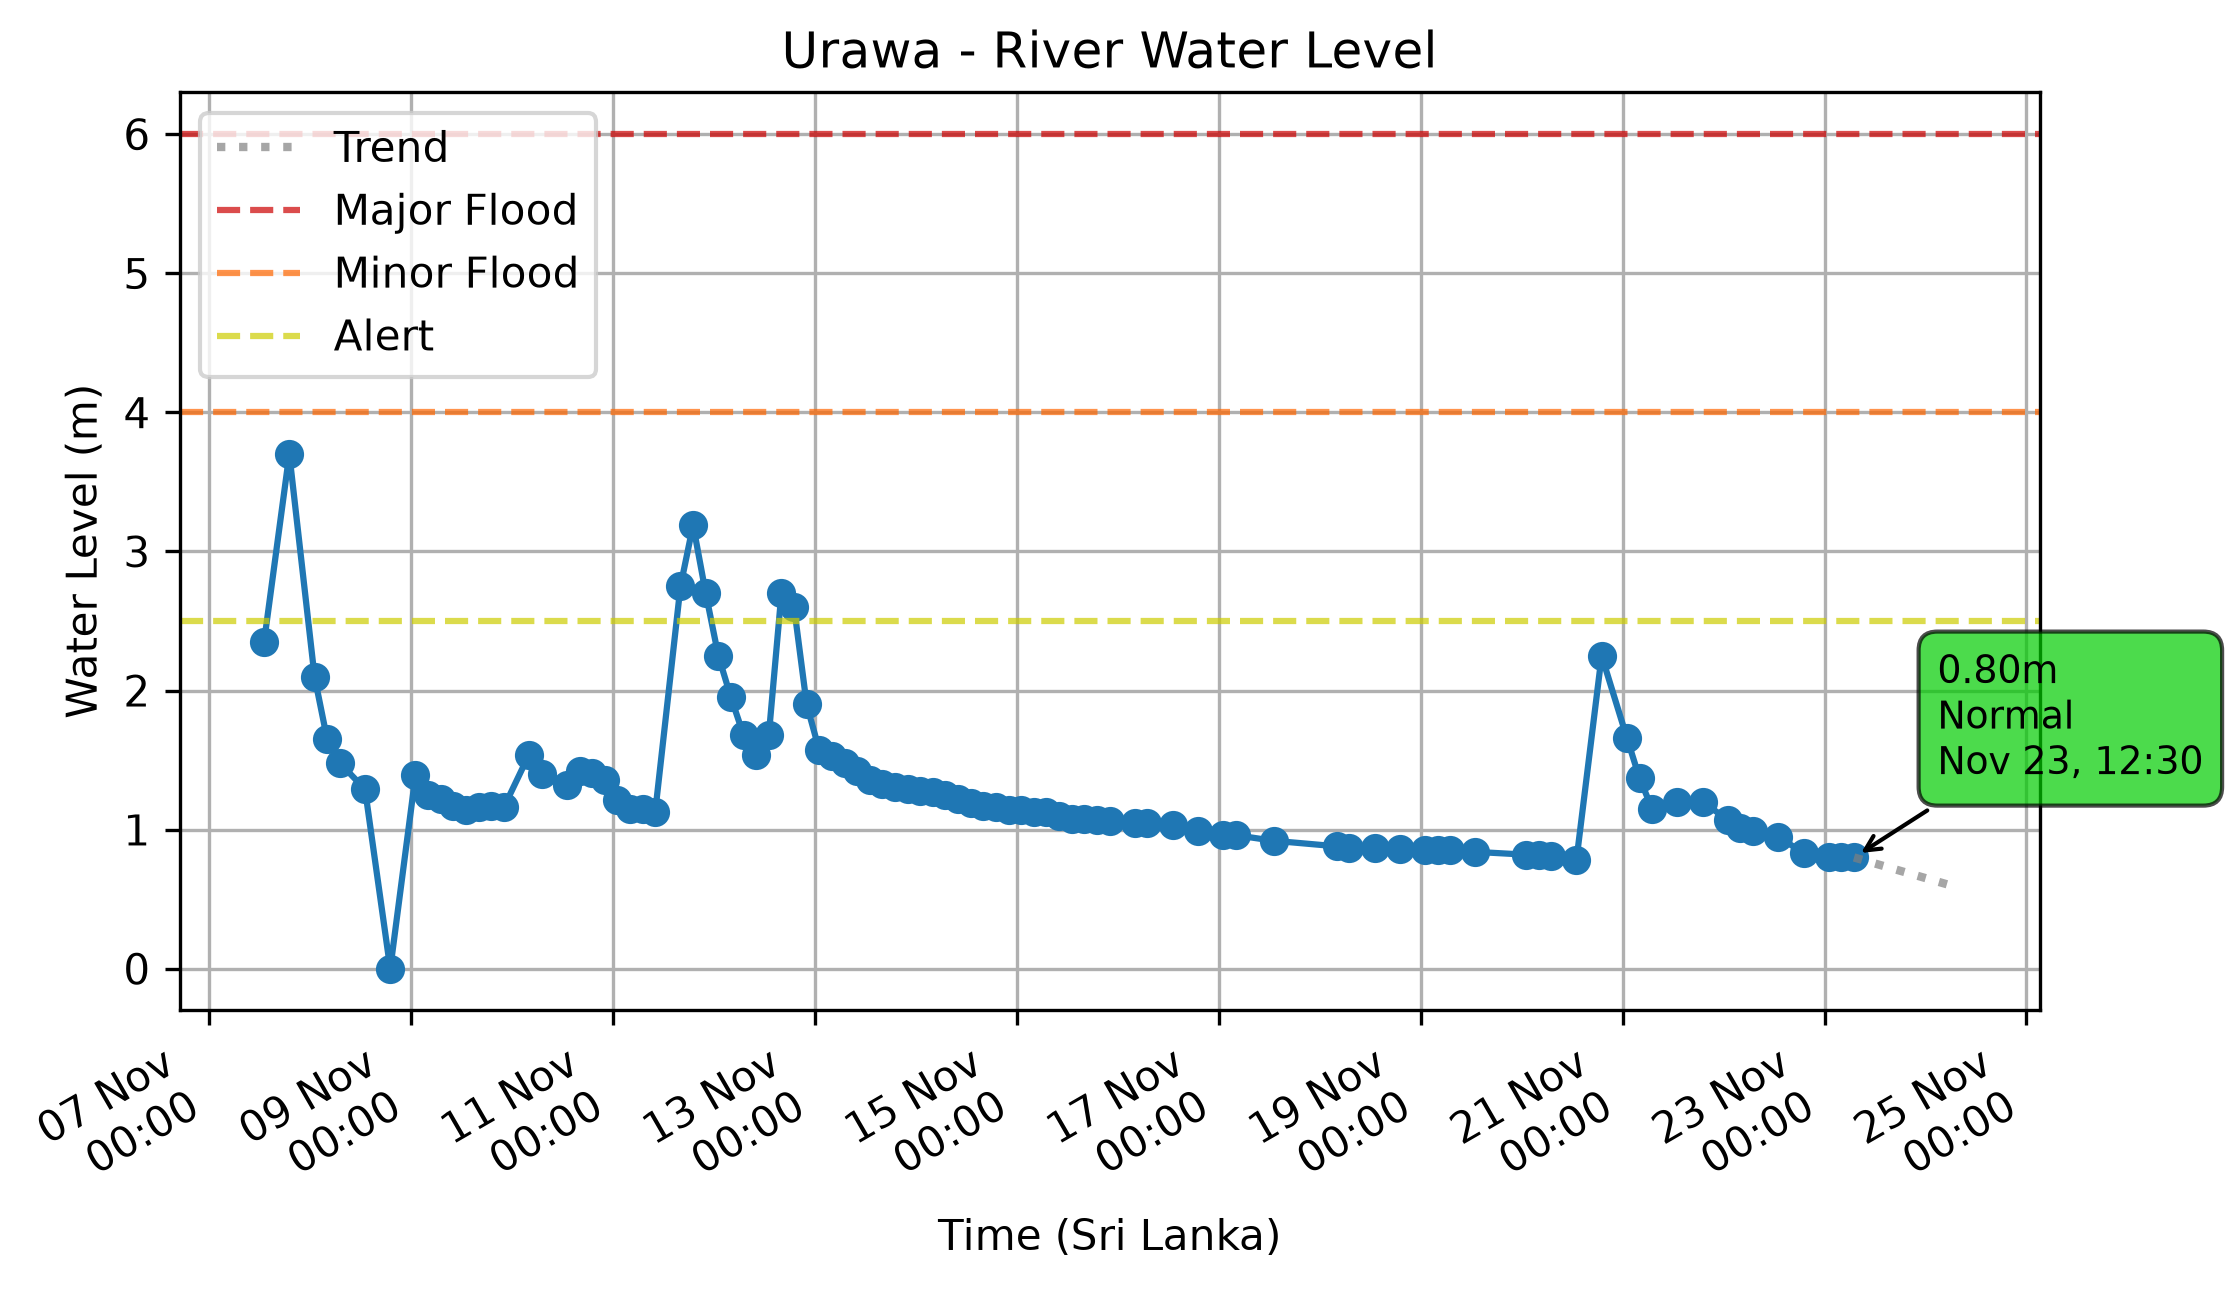 Urawa - River Water Level
Trend
Major Flood
Minor Flood
Alert
Water Level (m)
6
5
4
3
2
1
0
0.80m
Normal
Nov 23, 12:30
07 Nov
00:00
09 Nov
00:00
11 Nov
00:00
13 Nov
00:00
15 Nov
00:00
17 Nov
00:00
19 Nov
00:00
21 Nov
00:00
23 Nov
00:00
25 Nov
00:00
Time (Sri Lanka)